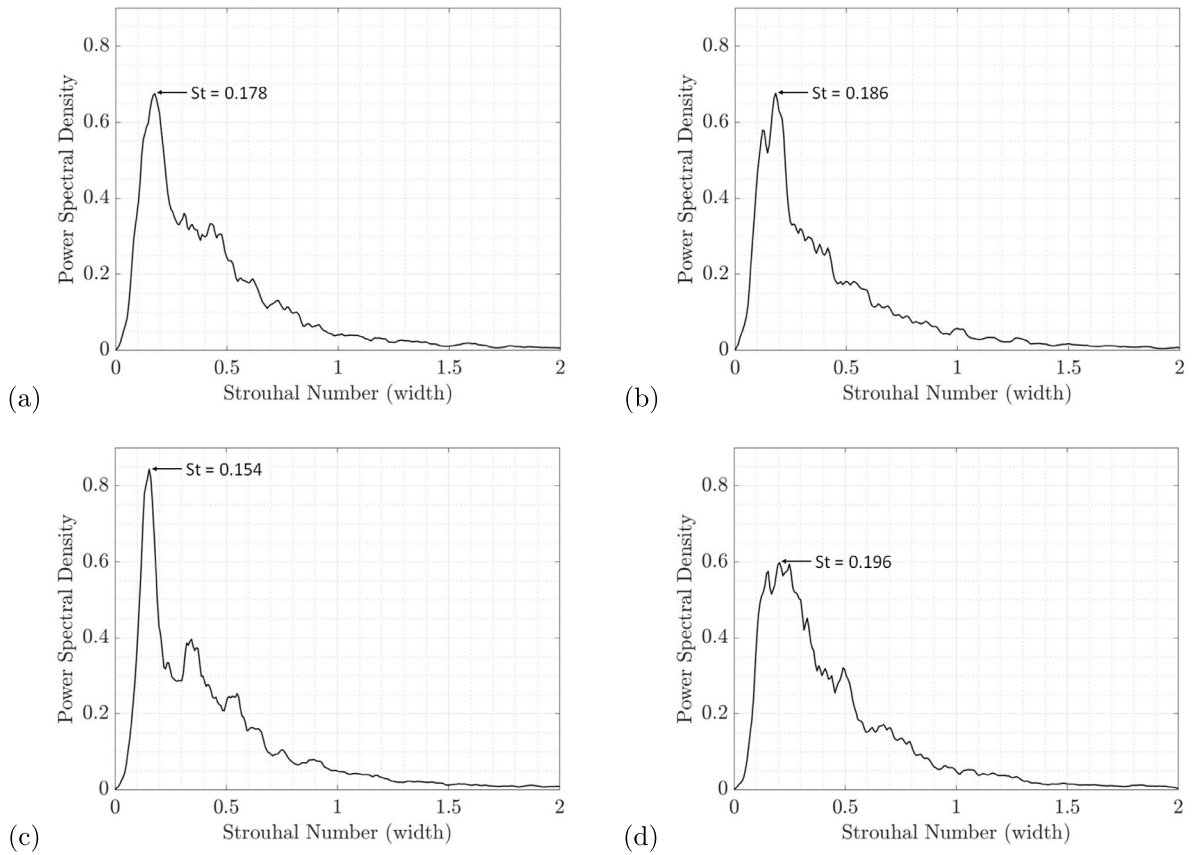 0.8
0.6
0.4
0.2
0
Power Spectral Density
St = 0.178
0 0.5 1 1.5 2
Strouhal Number (width)
(a)
0.8
0.6
0.4
0.2
0
Power Spectral Density
St = 0.186
0 0.5 1 1.5 2
Strouhal Number (width)
(b)
0.8
0.6
0.4
0.2
0
Power Spectral Density
St = 0.154
0 0.5 1 1.5 2
Strouhal Number (width)
(c)
0.8
0.6
0.4
0.2
0
Power Spectral Density
St = 0.196
0 0.5 1 1.5 2
Strouhal Number (width)
(d)